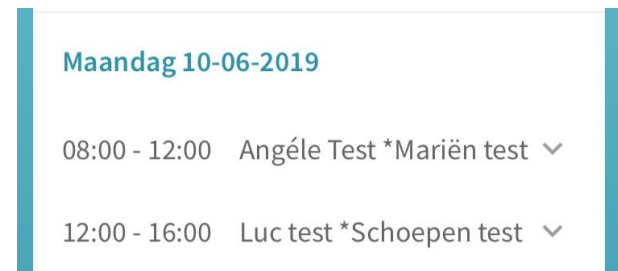 Maandag 10-06-2019
08:00 - 12:00 Angéle Test *Mariën test
12:00 - 16:00 Luc test *Schoepen test